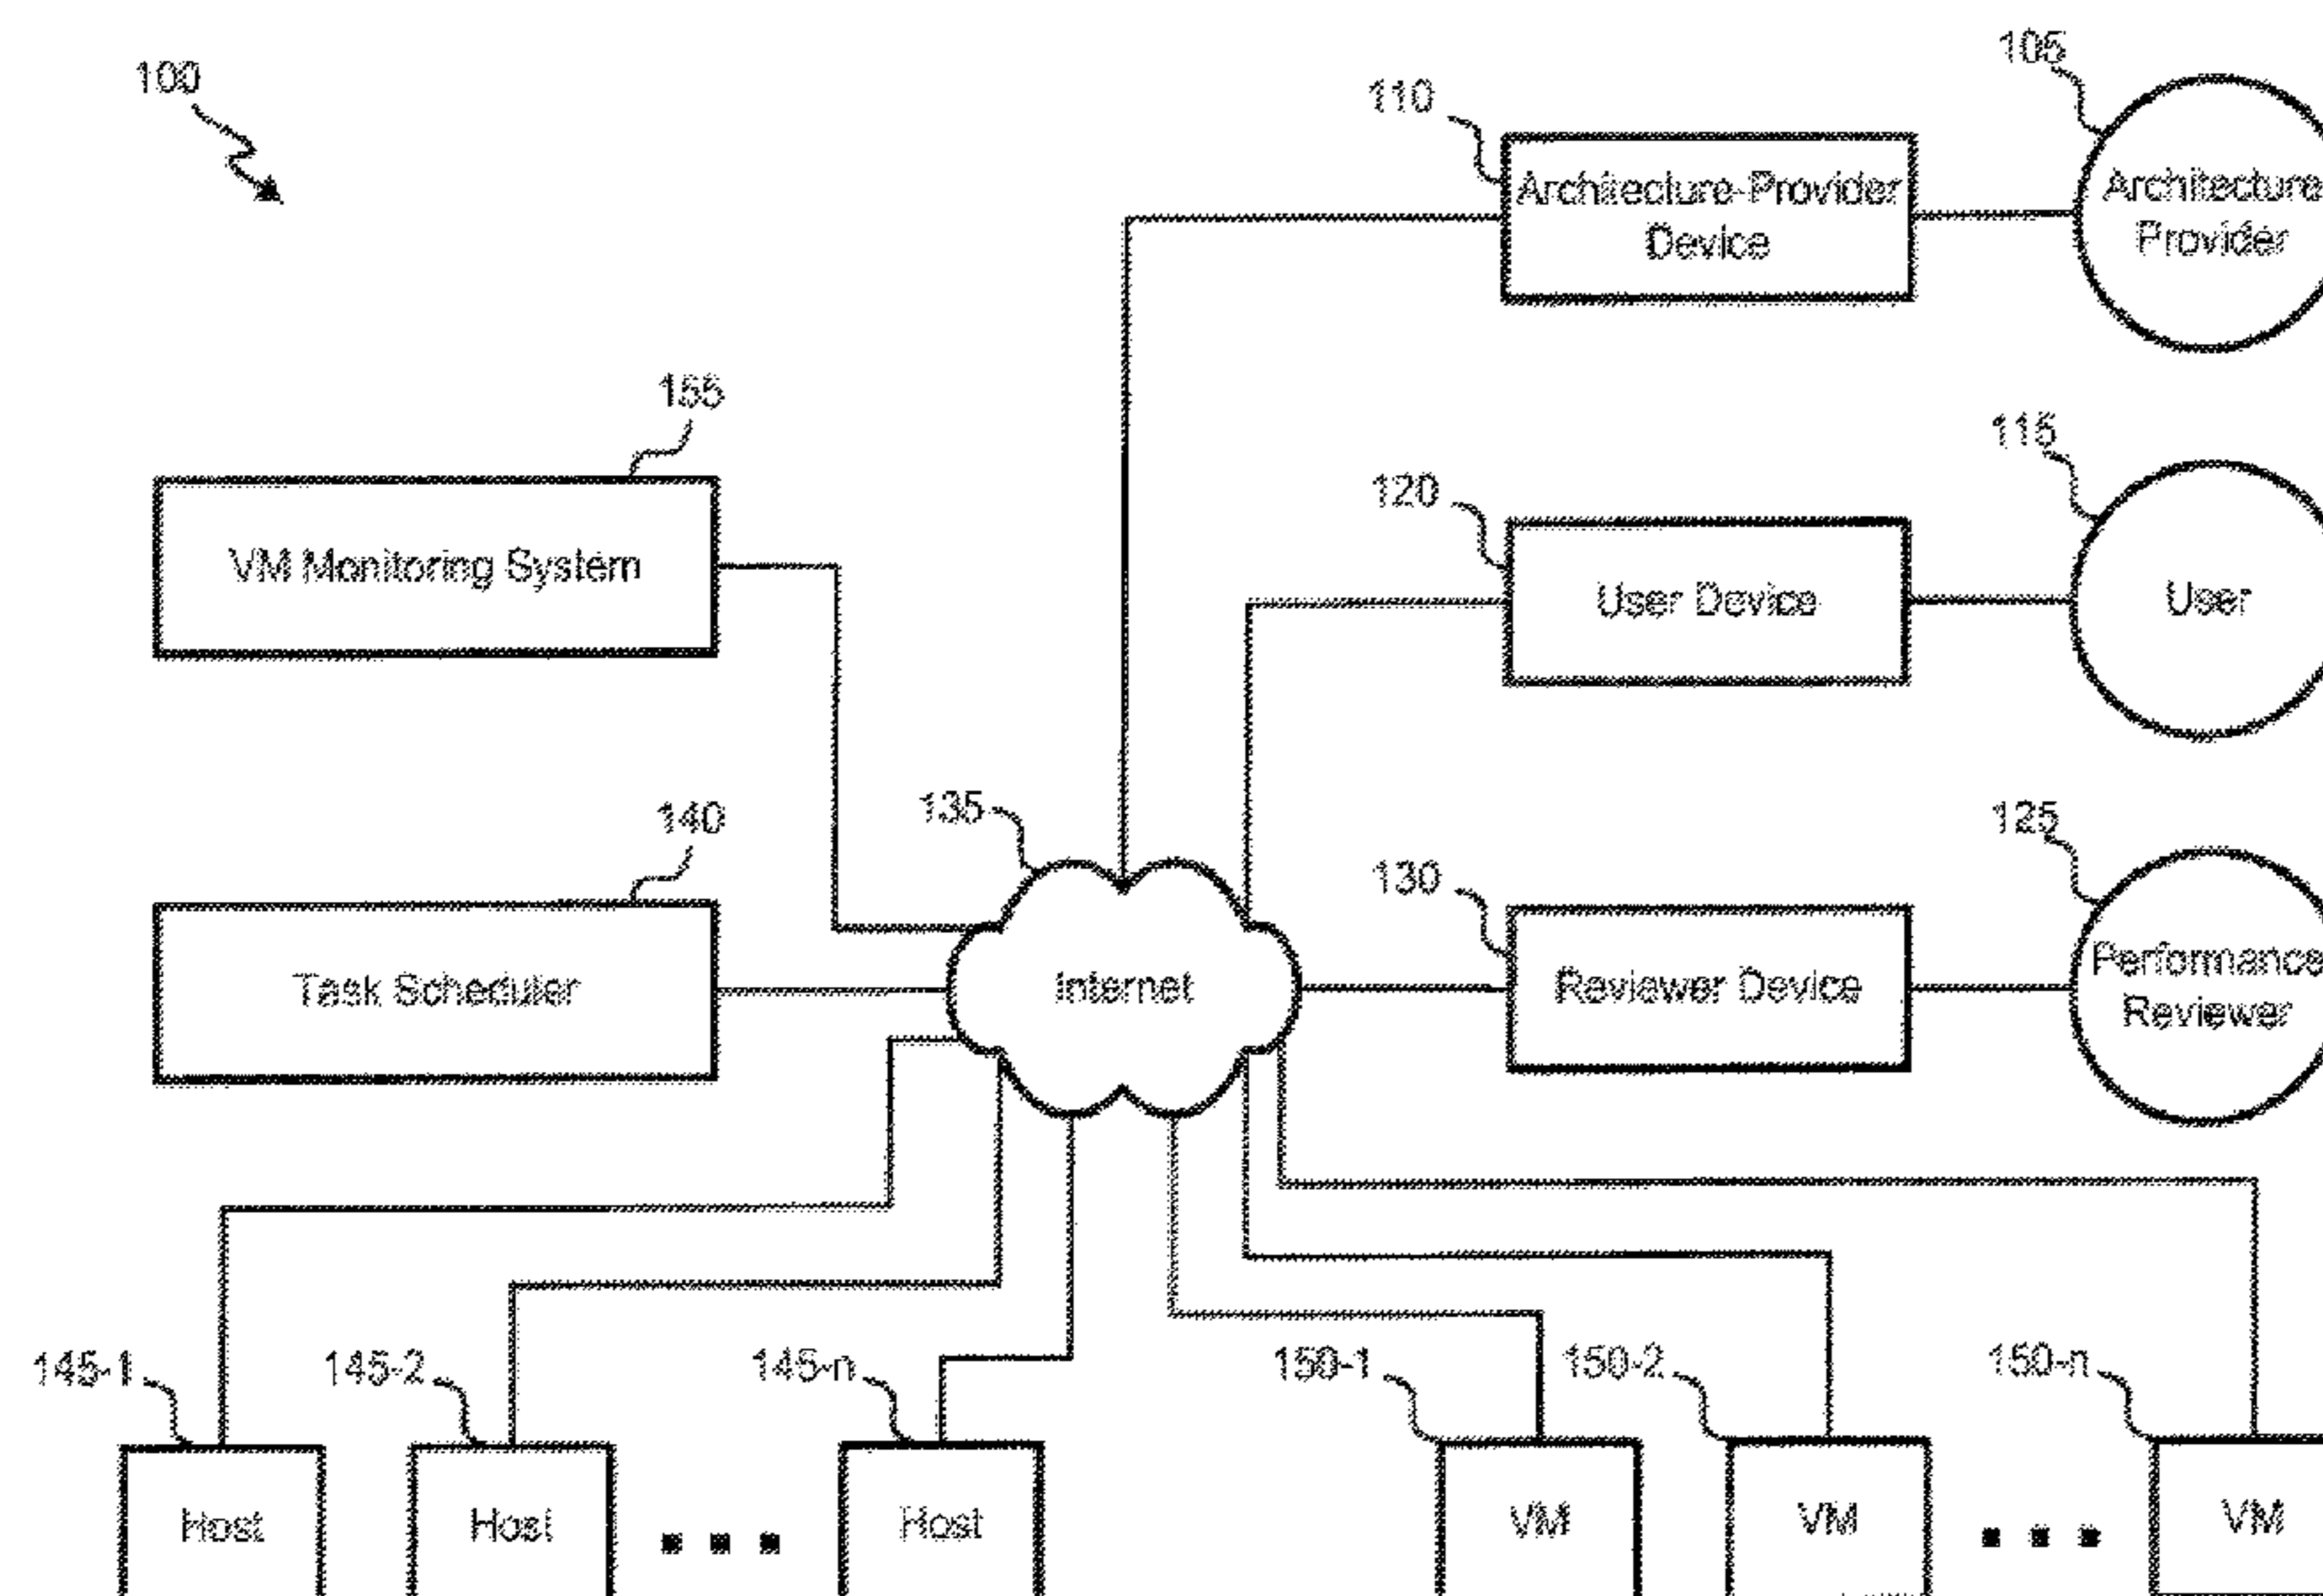 100
110
105
Architecture-Provider
Device
Architecture
Provider
155
120
115
VM Monitoring System
User Device
User
140
135
130
125
Task Scheduler
Internet
Reviewer Device
Performance
Reviewer
145-1
145-2
145-n
150-1
150-2
150-n
Host
Host
Host
VM
VM
VM